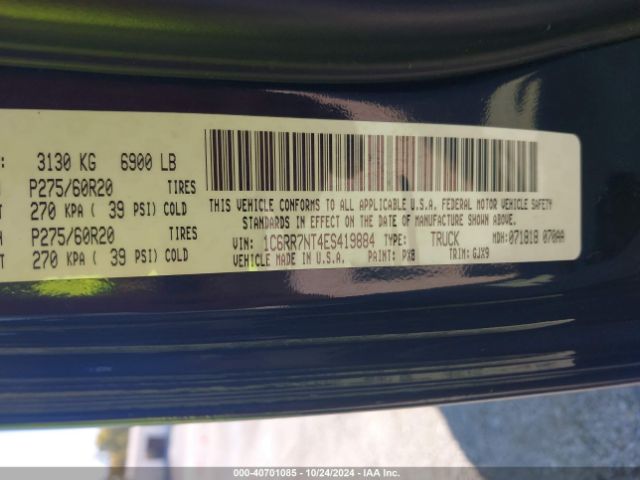 : 3130 KG 6900 LB
P275/60R20 TIRES
T 270 KPA ( 39 PSI) COLD
P275/60R20 TIRES
T 270 KPA ( 39 PSI) COLD
THIS VEHICLE CONFORMS TO ALL APPLICABLE U.S.A. FEDERAL MOTOR VEHICLE SAFETY
STANDARDS IN EFFECT ON THE DATE OF MANUFACTURE SHOWN ABOVE.
VIN: 1C6RR7NT4ES419884 TYPE: TRUCK MDH: 071818 070AA
VEHICLE MADE IN U.S.A. PAINT: PX8 TRIM: GJX9
000-40701085 - 10/24/2024 - IAA Inc.